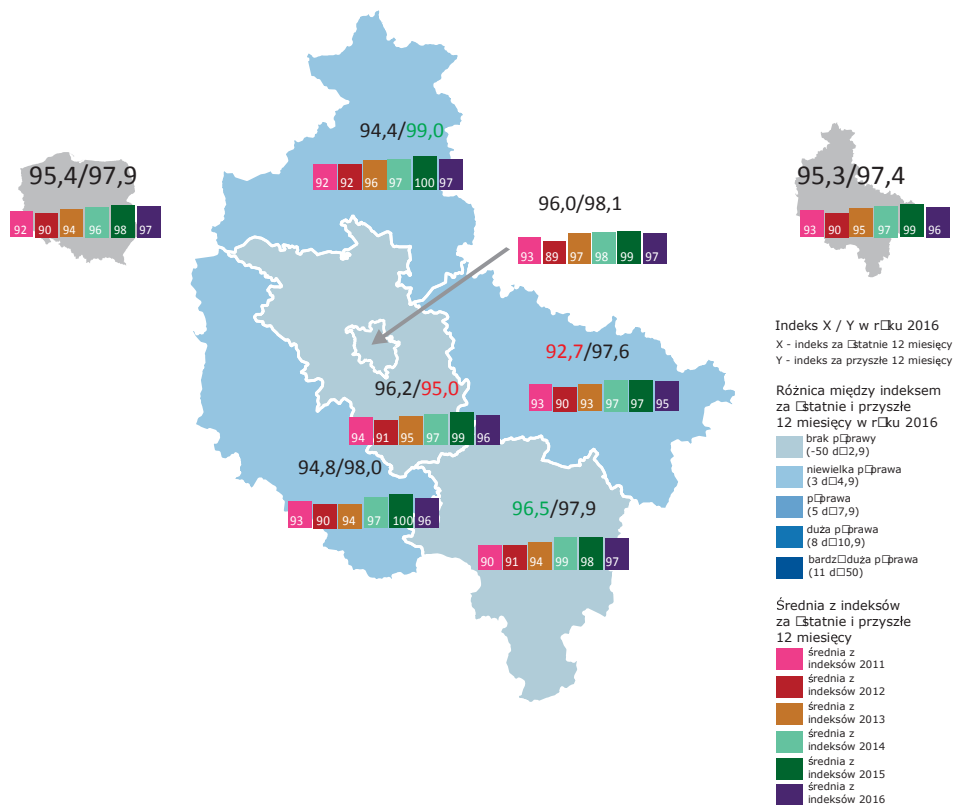 94,4/99,0
92 92 96 97 100 97
95,4/97,9
92 90 94 96 98 97
96,0/98,1
93 89 97 98 99 97
95,3/97,4
93 90 95 97 99 96
92,7/97,6
93 90 93 97 97 95
96,2/95,0
94 91 95 97 99 96
94,8/98,0
93 90 94 97 100 96
96,5/97,9
90 91 94 99 98 97
Indeks X / Y w r□ku 2016
X - indeks za □statnie 12 miesięcy
Y - indeks za przyszłe 12 miesięcy
Różnica między indeksem
za □statnie i przyszłe
12 miesięcy w r□ku 2016
brak p□prawy
(-50 d□2,9)
niewielka p□prawa
(3 d□4,9)
p□prawa
(5 d□7,9)
duża p□prawa
(8 d□10,9)
bardz□duża p□prawa
(11 d□50)
Średnia z indeksów
za □statnie i przyszłe
12 miesięcy
średnia z
indeksów 2011
średnia z
indeksów 2012
średnia z
indeksów 2013
średnia z
indeksów 2014
średnia z
indeksów 2015
średnia z
indeksów 2016